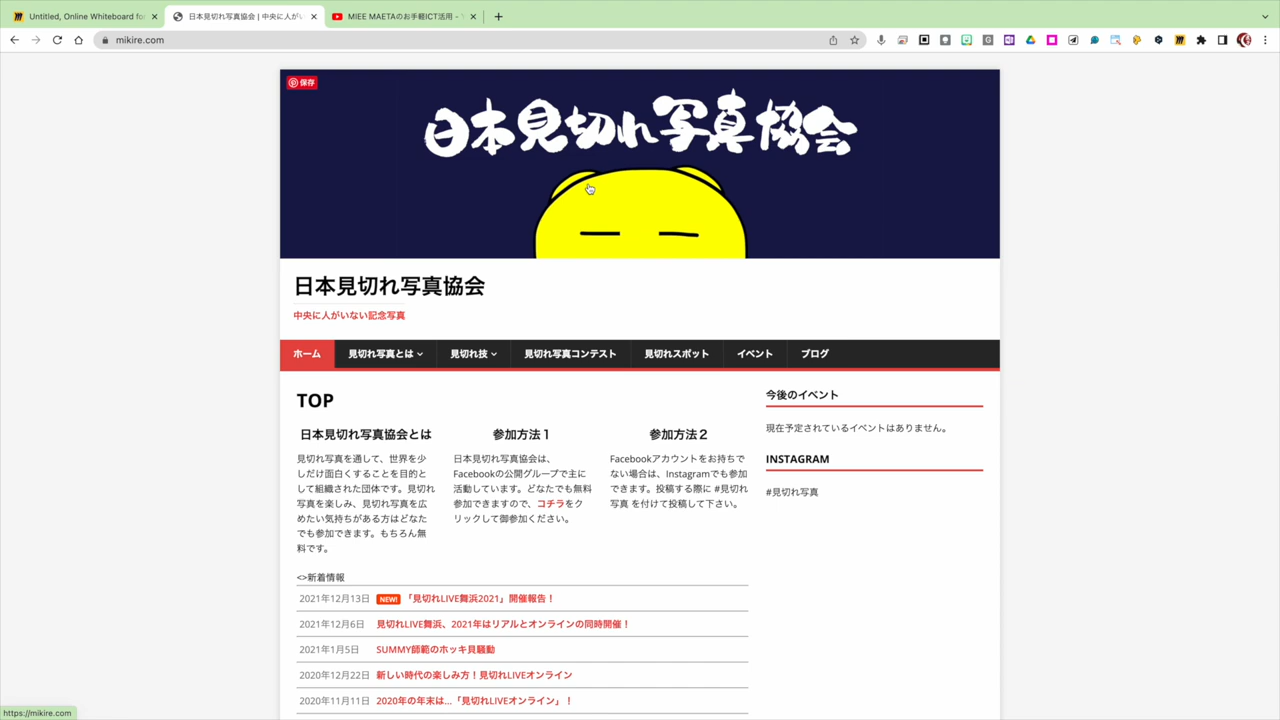 Untitled, Online Whiteboard for
日本見切れ写真協会 | 中央に人がい
MIEE MAETAのお手軽ICT活用 -
mikire.com
保存
日本見切れ写真協会
日本見切れ写真協会
中央に人がいない記念写真
ホーム 見切れ写真とは 見切れ技 見切れ写真コンテスト 見切れスポット イベント ブログ
TOP
日本見切れ写真協会とは
見切れ写真を通して、世界を少
しだけ面白くすることを目的と
して組織された団体です。見切れ
写真を楽しみ、見切れ写真を広
めたい気持ちがある方はどなた
でも参加できます。もちろん無
料です。
参加方法１
日本見切れ写真協会は、
Facebookの公開グループで主に
活動しています。どなたでも無料
参加できますので、コチラをク
リックして御参加ください。
参加方法２
Facebookアカウントをお持ちで
ない場合は、Instagramでも参加
できます。投稿する際に #見切れ
写真 を付けて投稿して下さい。
<>新着情報
2021年12月13日 NEW! 「見切れLIVE舞浜2021」開催報告！
2021年12月6日 見切れLIVE舞浜、2021年はリアルとオンラインの同時開催！
2021年1月5日 SUMMY師範のホッキ貝騒動
2020年12月22日 新しい時代の楽しみ方！見切れLIVEオンライン
2020年11月11日 2020年の年末は…「見切れLIVEオンライン」！
今後のイベント
現在予定されているイベントはありません。
INSTAGRAM
#見切れ写真
https://mikire.com